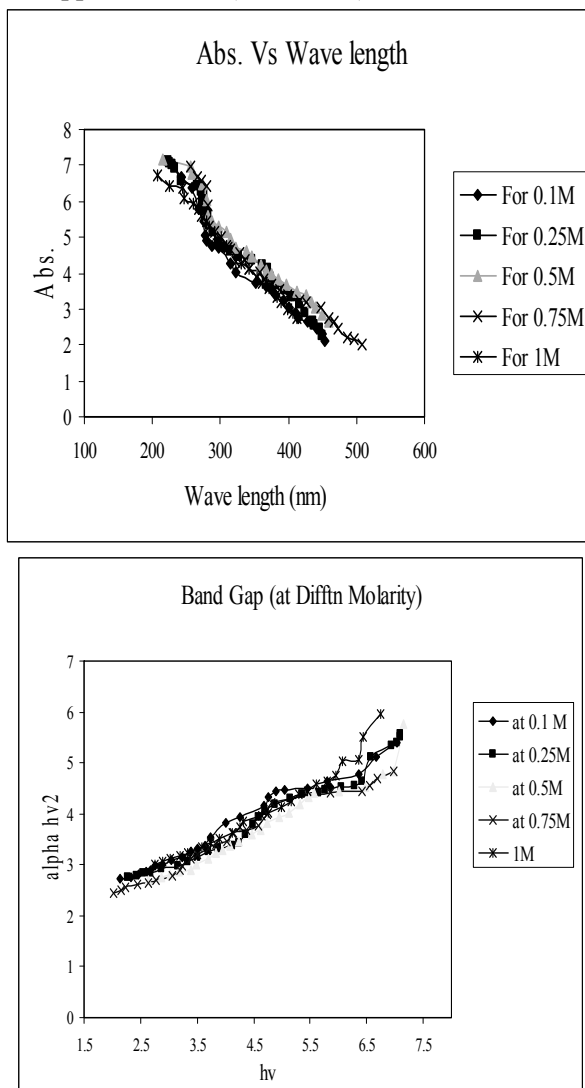 Abs. Vs Wave length
8
7
6
5
4
3
2
1
0
Abs.
100 200 300 400 500 600
Wave length (nm)
For 0.1M
For 0.25M
For 0.5M
For 0.75M
For 1M
Band Gap (at Difftn Molarity)
7
6
5
4
3
2
1
0
alpha hv2
1.5 2.5 3.5 4.5 5.5 6.5 7.5
hv
at 0.1 M
at 0.25M
at 0.5M
at 0.75M
1M